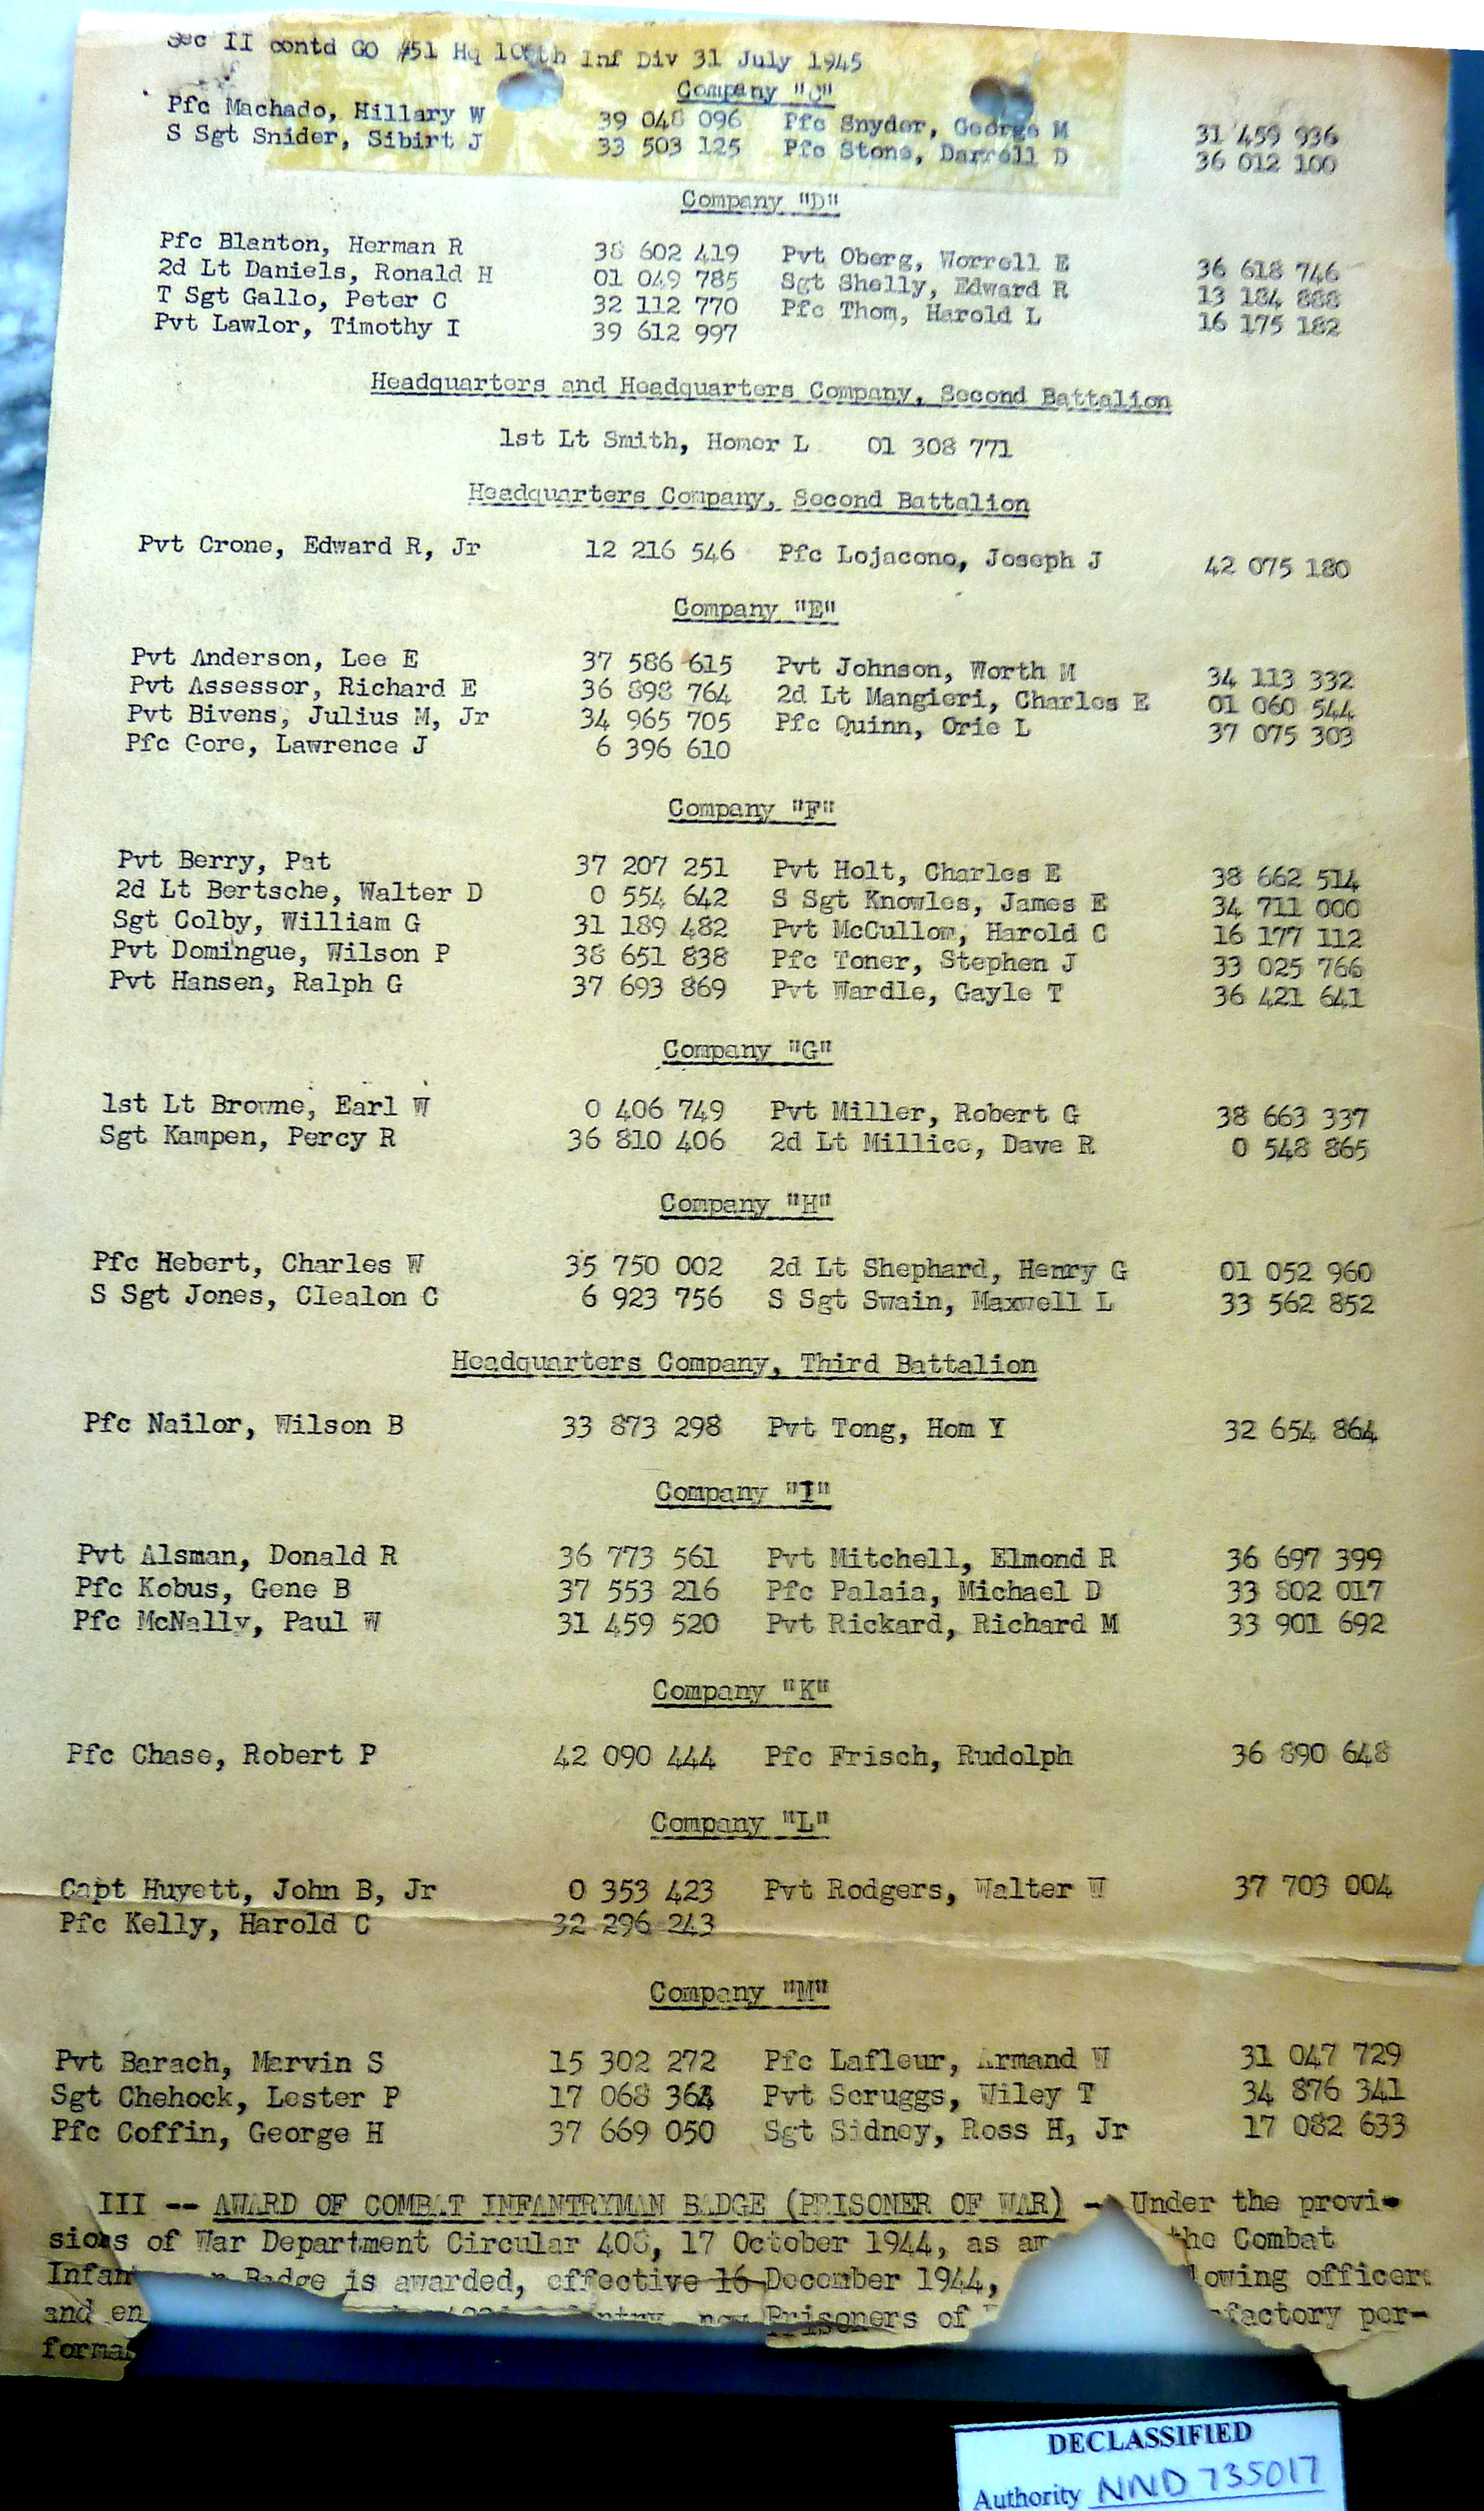 Sec II contd GO #51 Hq 106th Inf Div 31 July 1945
Company "C"
Pfc Machado, Hillary W 39 048 096 Pfc Snyder, George M 31 459 936
S Sgt Snider, Sibirt J 33 503 125 Pfc Stone, Darrell D 36 012 100
Company "D"
Pfc Blanton, Herman R 38 602 419 Pvt Oberg, Worrell E 36 618 746
2d Lt Daniels, Ronald H 01 049 785 Sgt Shelly, Edward R 13 184 888
T Sgt Gallo, Peter C 32 112 770 Pfc Thom, Harold L 16 175 182
Pvt Lawlor, Timothy I 39 612 997
Headquarters and Headquarters Company, Second Battalion
1st Lt Smith, Homer L 01 308 771
Headquarters Company, Second Battalion
Pvt Crone, Edward R, Jr 12 216 546 Pfc Lojacono, Joseph J 42 075 180
Company "E"
Pvt Anderson, Lee E 37 586 615 Pvt Johnson, Worth M 34 113 332
Pvt Assessor, Richard E 36 898 764 2d Lt Mangieri, Charles E 01 060 544
Pvt Bivens, Julius M, Jr 34 965 705 Pfc Quinn, Orie L 37 075 303
Pfc Gore, Lawrence J 6 396 610
Company "F"
Pvt Berry, Pat 37 207 251 Pvt Holt, Charles E 38 662 514
2d Lt Bertsche, Walter D 0 554 642 S Sgt Knowles, James E 34 711 000
Sgt Colby, William G 31 189 482 Pvt McCullom, Harold C 16 177 112
Pvt Domingue, Wilson P 38 651 838 Pfc Toner, Stephen J 33 025 766
Pvt Hansen, Ralph G 37 693 869 Pvt Wardle, Gayle T 36 421 641
Company "G"
1st Lt Browne, Earl W 0 406 749 Pvt Miller, Robert G 38 663 337
Sgt Kampen, Percy R 36 810 406 2d Lt Millice, Dave R 0 548 865
Company "H"
Pfc Hebert, Charles W 35 750 002 2d Lt Shephard, Henry G 01 052 960
S Sgt Jones, Clealon C 6 923 756 S Sgt Swain, Maxwell L 33 562 852
Headquarters Company, Third Battalion
Pfc Nailor, Wilson B 33 873 298 Pvt Tong, Hom Y 32 654 864
Company "I"
Pvt Alsman, Donald R 36 773 561 Pvt Mitchell, Elmond R 36 697 399
Pfc Kobus, Gene B 37 553 216 Pfc Palaia, Michael D 33 802 017
Pfc McNally, Paul W 31 459 520 Pvt Rickard, Richard M 33 901 692
Company "K"
Pfc Chase, Robert P 42 090 444 Pfc Frisch, Rudolph 36 890 648
Company "L"
Capt Huyett, John B, Jr 0 353 423 Pvt Rodgers, Walter W 37 703 004
Pfc Kelly, Harold C 32 296 243
Company "M"
Pvt Barach, Marvin S 15 302 272 Pfc Lafleur, Armand W 31 047 729
Sgt Chehock, Lester P 17 068 364 Pvt Scruggs, Wiley T 34 876 341
Pfc Coffin, George H 37 669 050 Sgt Sidney, Ross H, Jr 17 082 633
III -- AWARD OF COMBAT INFANTRYMAN BADGE (PRISONER OF WAR) - Under the provi-
sions of War Department Circular 408, 17 October 1944, as am the Combat
Infan Badge is awarded, effective 16 December 1944, lowing officers
and en ntry, now Prisoners of factory per-
forma
DECLASSIFIED
Authority NND 735017